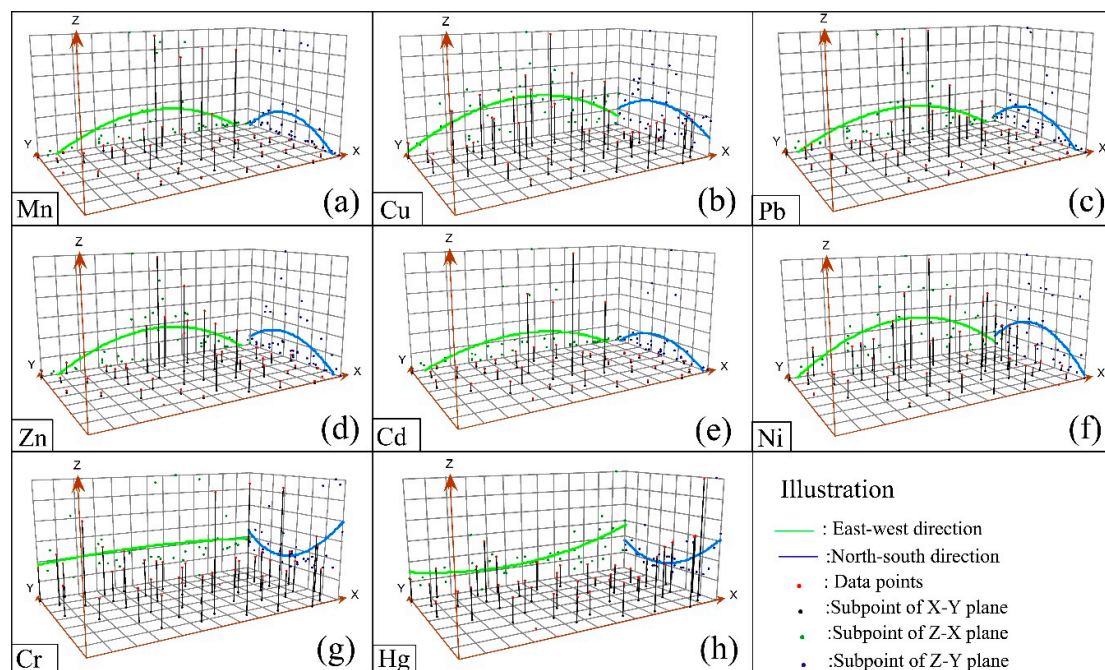 Z
Y
X
Mn
(a)
Z
Y
X
Cu
(b)
Z
Y
X
Pb
(c)
Z
Y
X
Zn
(d)
Z
Y
X
Cd
(e)
Z
Y
X
Ni
(f)
Z
Y
X
Cr
(g)
Z
Y
X
Hg
(h)
Illustration
: East-west direction
:North-south direction
: Data points
:Subpoint of X-Y plane
:Subpoint of Z-X plane
:Subpoint of Z-Y plane